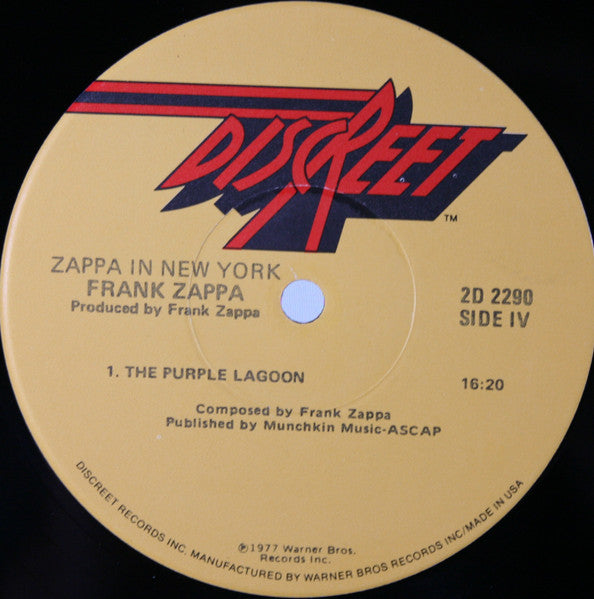 DISCREET
TM
ZAPPA IN NEW YORK
FRANK ZAPPA
Produced by Frank Zappa
2D 2290
SIDE IV
1. THE PURPLE LAGOON 16:20
Composed by Frank Zappa
Published by Munchkin Music-ASCAP
℗1977 Warner Bros.
Records Inc.
DISCREET RECORDS INC. MANUFACTURED BY WARNER BROS RECORDS INC/MADE IN USA